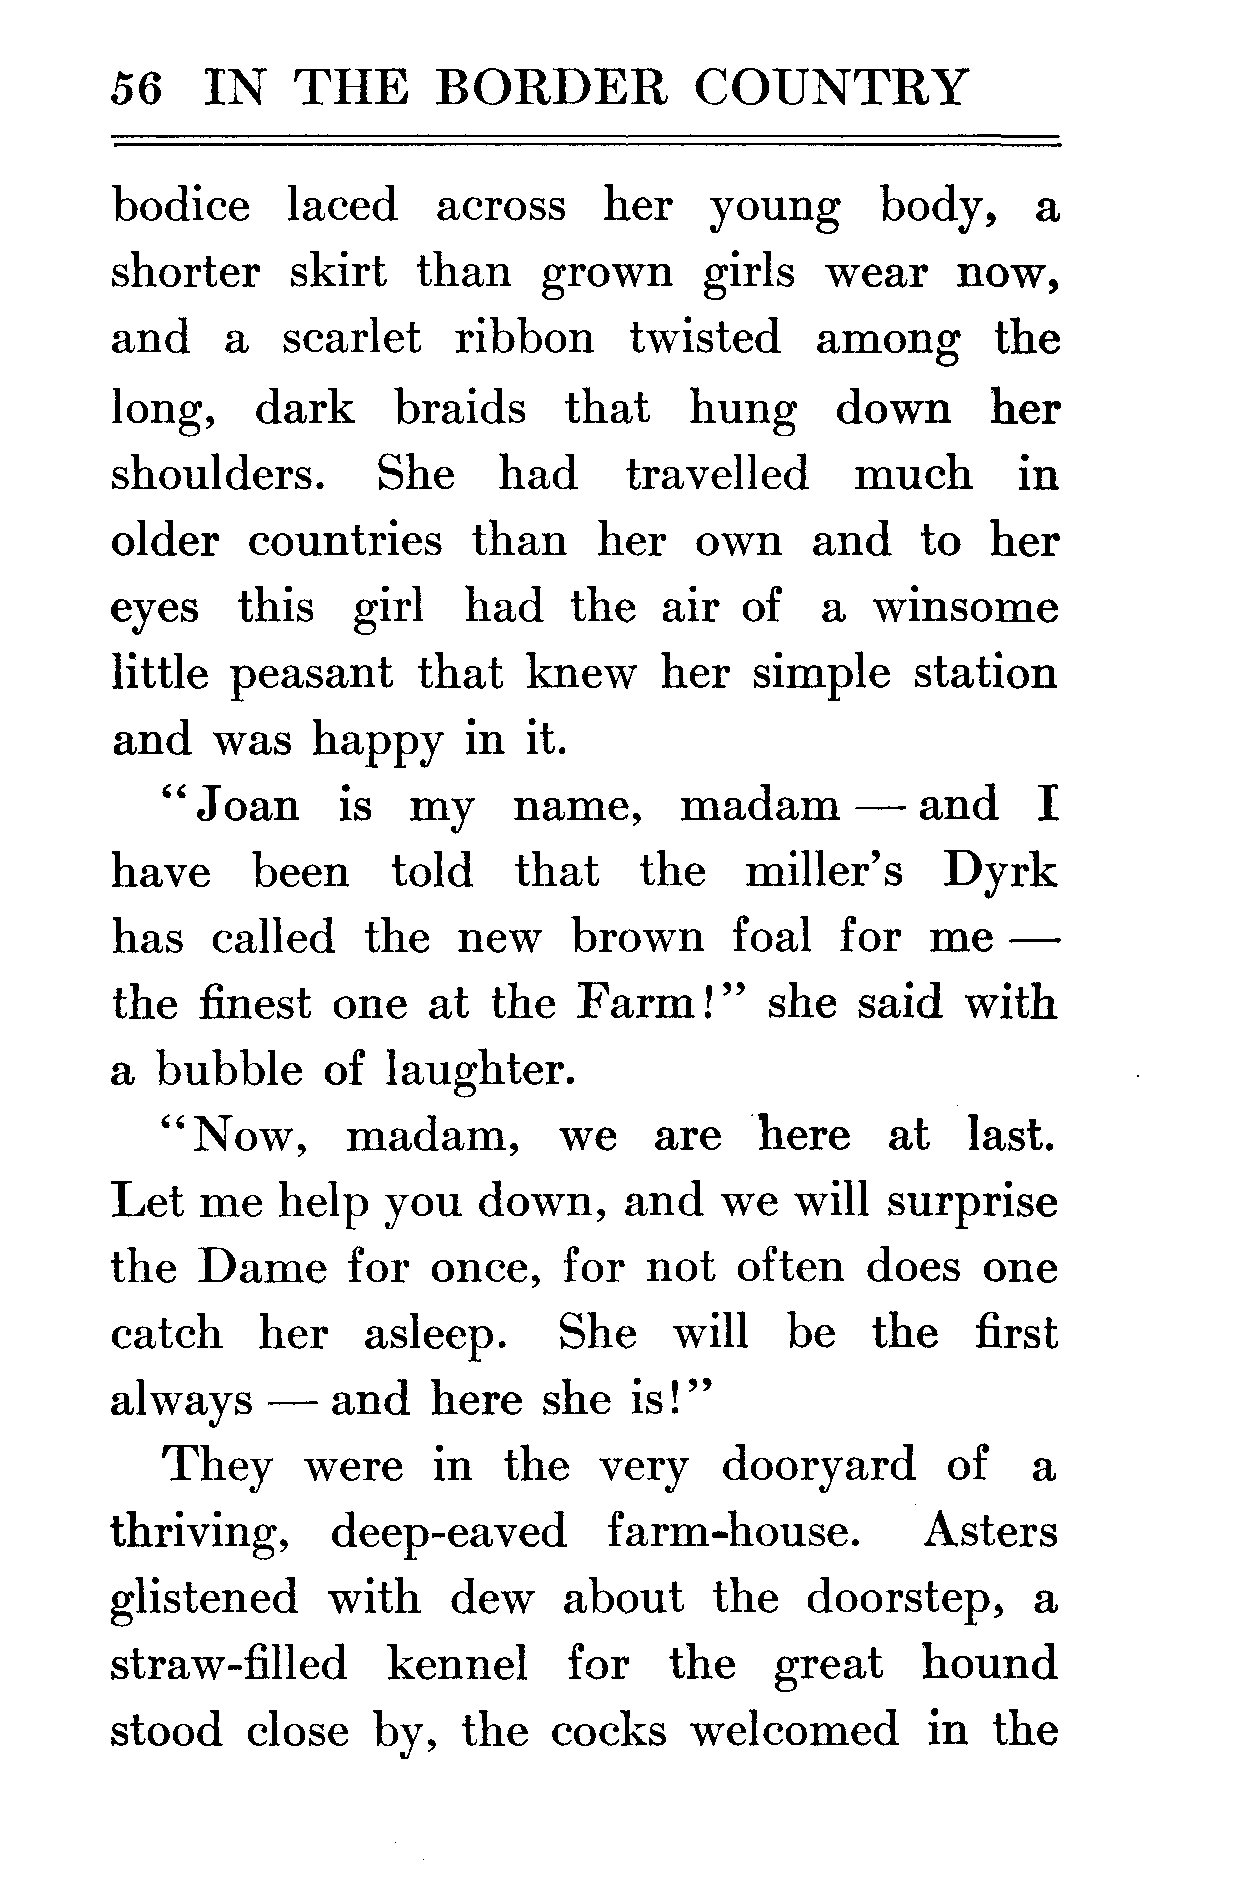 56 IN THE BORDER COUNTRY
bodice laced across her young body, a
shorter skirt than grown girls wear now,
and a scarlet ribbon twisted among the
long, dark braids that hung down her
shoulders. She had travelled much in
older countries than her own and to her
eyes this girl had the air of a winsome
little peasant that knew her simple station
and was happy in it.
“Joan is my name, madam — and I
have been told that the miller’s Dyrk
has called the new brown foal for me —
the finest one at the Farm!” she said with
a bubble of laughter.
“Now, madam, we are here at last.
Let me help you down, and we will surprise
the Dame for once, for not often does one
catch her asleep. She will be the first
always — and here she is!”
They were in the very dooryard of a
thriving, deep-eaved farm-house. Asters
glistened with dew about the doorstep, a
straw-filled kennel for the great hound
stood close by, the cocks welcomed in the